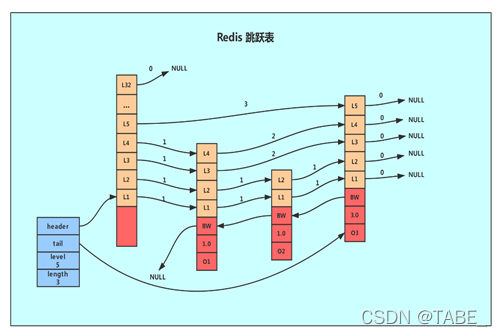 Redis 跳跃表
L32
0
NULL
...
L5
3
L5
0
NULL
L4
1
L4
2
L4
0
NULL
L3
1
L3
2
L3
0
NULL
L2
1
L2
1
L2
1
L2
0
NULL
L1
1
L1
1
L1
1
L1
0
NULL
BW
BW
BW
1.0
1.0
3.0
O1
O2
O3
NULL
header
tail
level
5
length
3
CSDN @TABE_